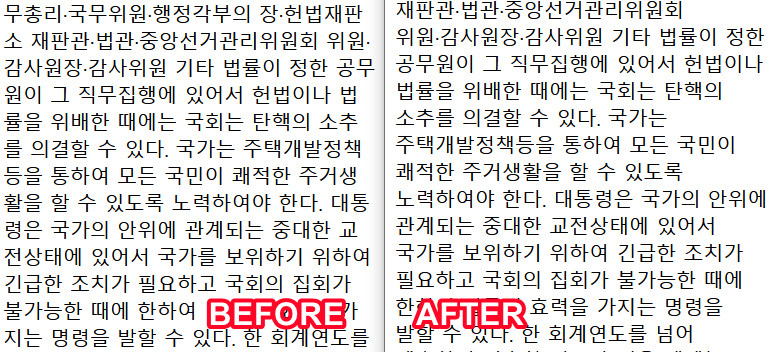 무총리·국무위원·행정각부의 장·헌법재판
소 재판관·법관·중앙선거관리위원회 위원·
감사원장·감사위원 기타 법률이 정한 공무
원이 그 직무집행에 있어서 헌법이나 법
률을 위배한 때에는 국회는 탄핵의 소추
를 의결할 수 있다. 국가는 주택개발정책
등을 통하여 모든 국민이 쾌적한 주거생
활을 할 수 있도록 노력하여야 한다. 대통
령은 국가의 안위에 관계되는 중대한 교
전상태에 있어서 국가를 보위하기 위하여
긴급한 조치가 필요하고 국회의 집회가
불가능한 때에 한하여 가
지는 명령을 발할 수 있다. 한 회계연도를
BEFORE
재판관·법관·중앙선거관리위원회
위원·감사원장·감사위원 기타 법률이 정한
공무원이 그 직무집행에 있어서 헌법이나
법률을 위배한 때에는 국회는 탄핵의
소추를 의결할 수 있다. 국가는
주택개발정책등을 통하여 모든 국민이
쾌적한 주거생활을 할 수 있도록
노력하여야 한다. 대통령은 국가의 안위에
관계되는 중대한 교전상태에 있어서
국가를 보위하기 위하여 긴급한 조치가
필요하고 국회의 집회가 불가능한 때에
효력을 가지는 명령을
발할 수 있다. 한 회계연도를 넘어
AFTER